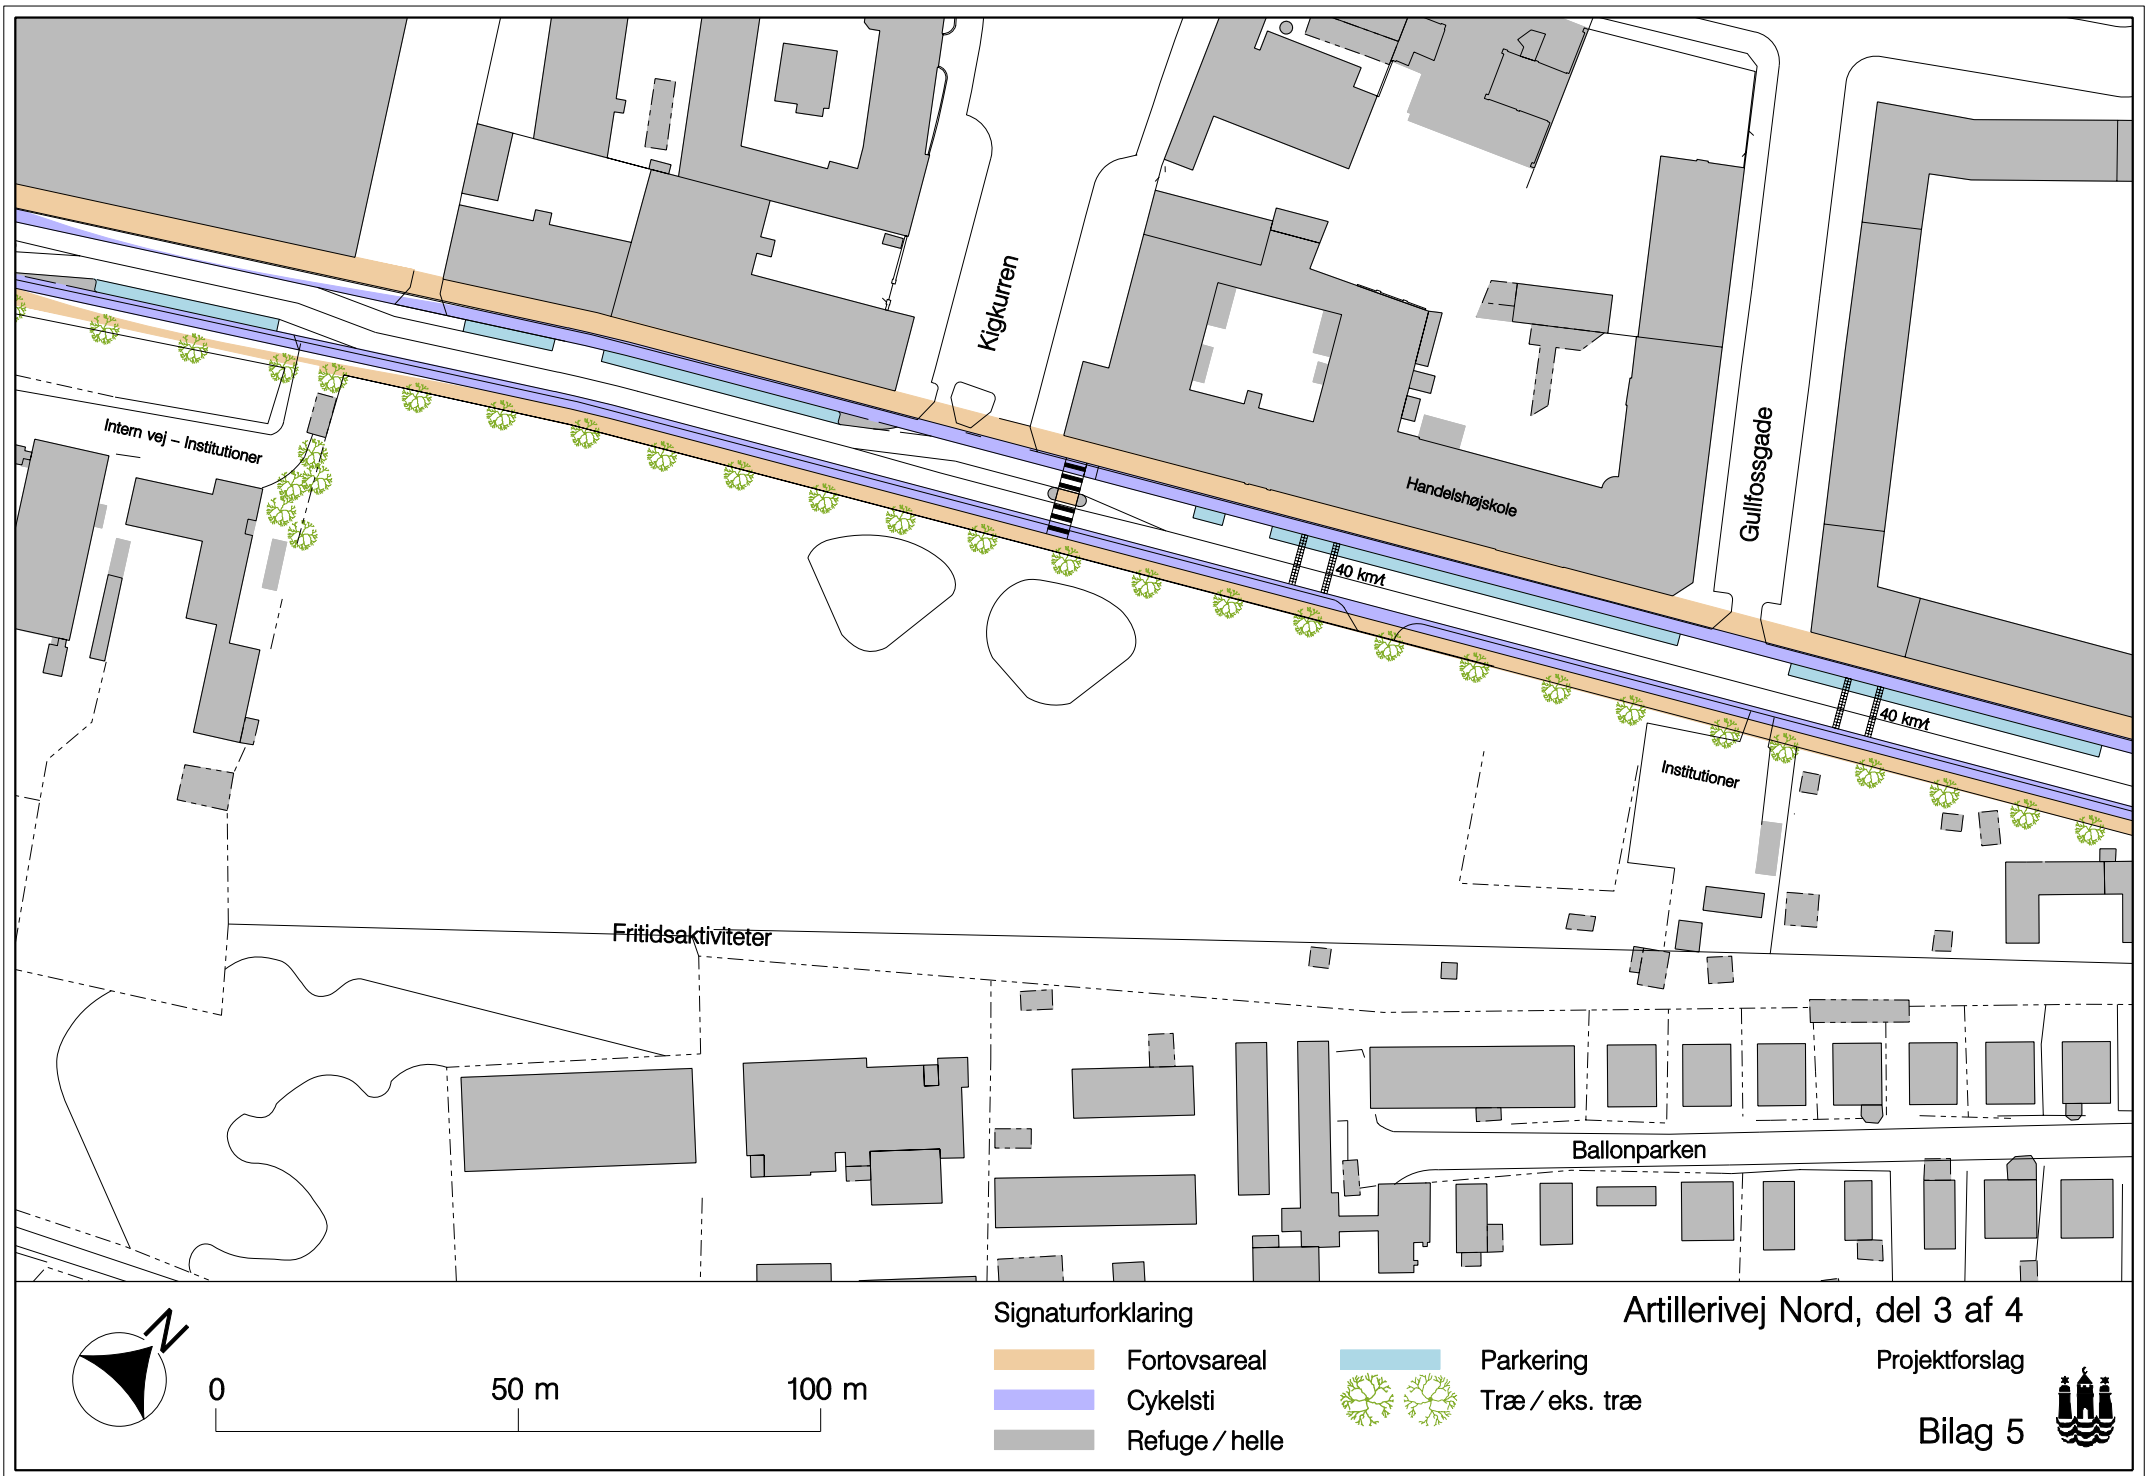 Kigkurren
Gullfossgade
Intern vej – Institutioner
Handelshøjskole
40 km/t
40 km/t
Institutioner
Fritidsaktiviteter
Ballonparken
N
0 50 m 100 m
Signaturforklaring
Fortovsareal
Cykelsti
Refuge / helle
Parkering
Træ / eks. træ
Artillerivej Nord, del 3 af 4
Projektforslag
Bilag 5